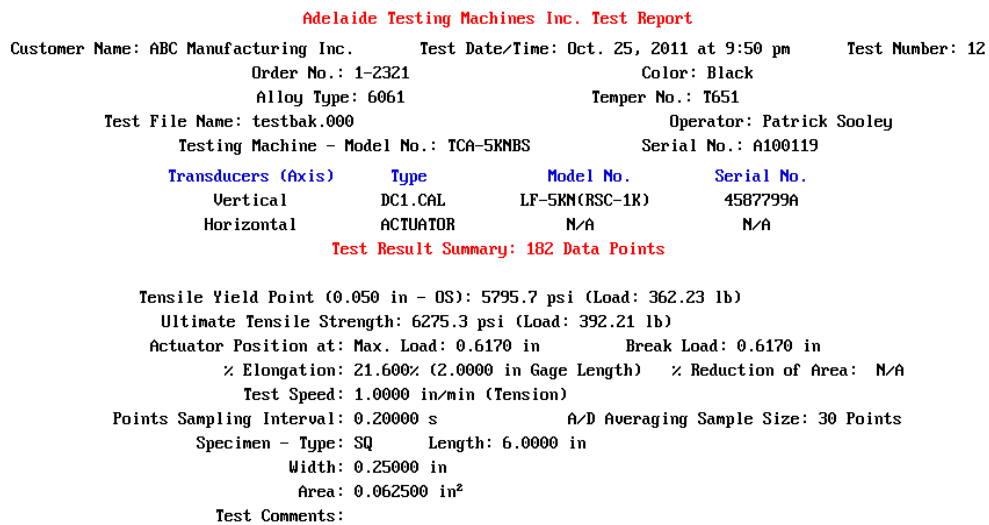 Adelaide Testing Machines Inc. Test Report
Customer Name: ABC Manufacturing Inc. Test Date/Time: Oct. 25, 2011 at 9:50 pm Test Number: 12
Order No.: 1-2321 Color: Black
Alloy Type: 6061 Temper No.: T651
Test File Name: testbak.000 Operator: Patrick Sooley
Testing Machine - Model No.: TCA-5KNBS Serial No.: A100119
Transducers (Axis) Type Model No. Serial No.
Vertical DC1.CAL LF-5KN(RSC-1K) 4587799A
Horizontal ACTUATOR N/A N/A
Test Result Summary: 182 Data Points
Tensile Yield Point (0.050 in - OS): 5795.7 psi (Load: 362.23 lb)
Ultimate Tensile Strength: 6275.3 psi (Load: 392.21 lb)
Actuator Position at: Max. Load: 0.6170 in Break Load: 0.6170 in
% Elongation: 21.600% (2.0000 in Gage Length) % Reduction of Area: N/A
Test Speed: 1.0000 in/min (Tension)
Points Sampling Interval: 0.20000 s A/D Averaging Sample Size: 30 Points
Specimen - Type: SQ Length: 6.0000 in
Width: 0.25000 in
Area: 0.062500 in²
Test Comments: